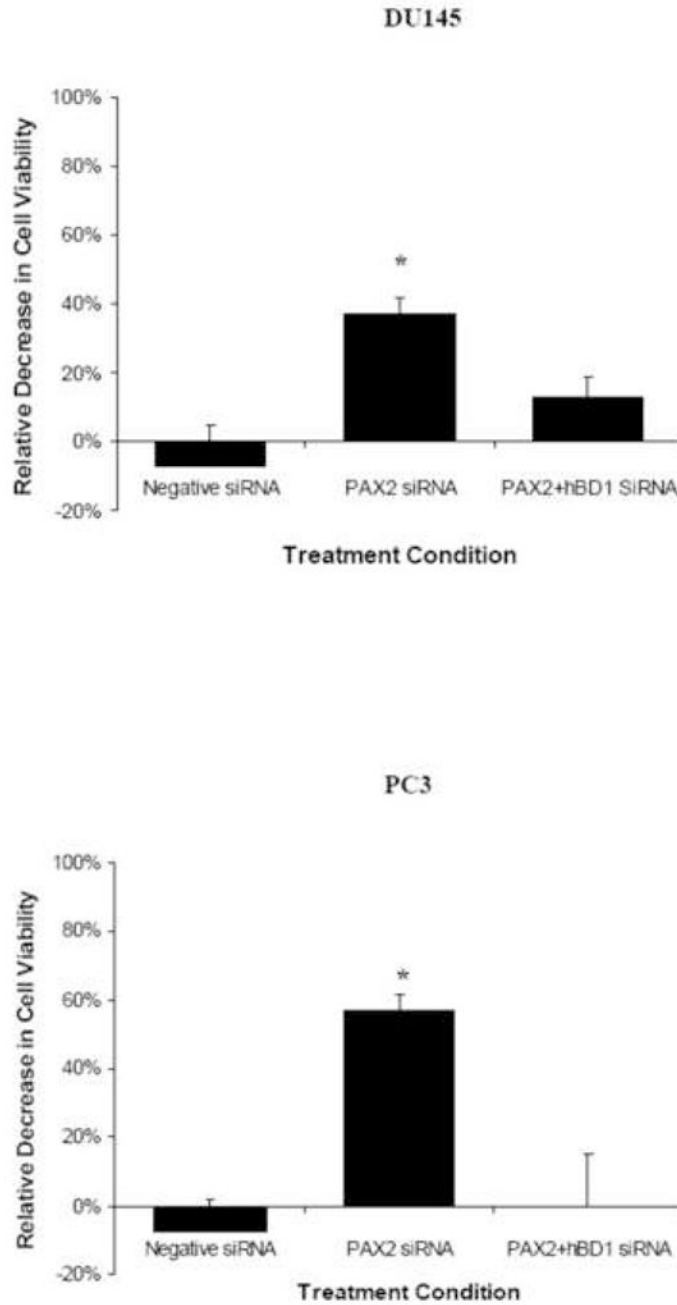 DU145
Relative Decrease in Cell Viability
100%
80%
60%
40%
20%
0%
-20%
*
Negative siRNA PAX2 siRNA PAX2+hBD1 SiRNA
Treatment Condition
PC3
Relative Decrease in Cell Viability
100%
80%
60%
40%
20%
0%
-20%
*
Negative siRNA PAX2 siRNA PAX2+hBD1 siRNA
Treatment Condition